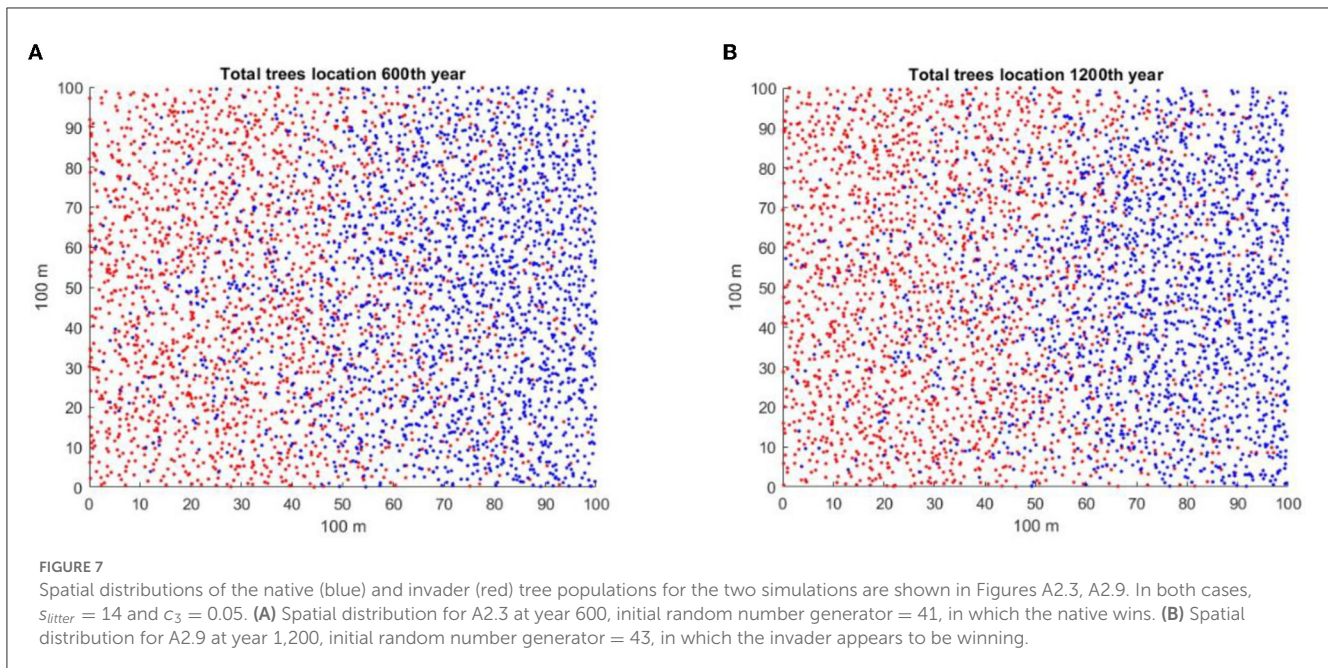 A
Total trees location 600th year
100
90
80
70
60
50
40
30
20
10
0
100 m
0 10 20 30 40 50 60 70 80 90 100
100 m
B
Total trees location 1200th year
100
90
80
70
60
50
40
30
20
10
0
100 m
0 10 20 30 40 50 60 70 80 90 100
100 m
FIGURE 7
Spatial distributions of the native (blue) and invader (red) tree populations for the two simulations are shown in Figures A2.3, A2.9. In both cases,
s_litter = 14 and c_3 = 0.05. (A) Spatial distribution for A2.3 at year 600, initial random number generator = 41, in which the native wins. (B) Spatial
distribution for A2.9 at year 1,200, initial random number generator = 43, in which the invader appears to be winning.